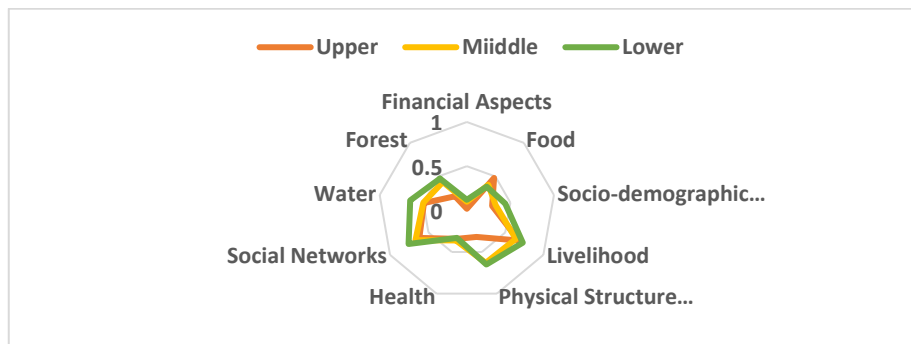 Upper Miiddle Lower
Financial Aspects
1
Forest Food
0.5
Water Socio-demographic...
0
Social Networks Livelihood
Health Physical Structure...